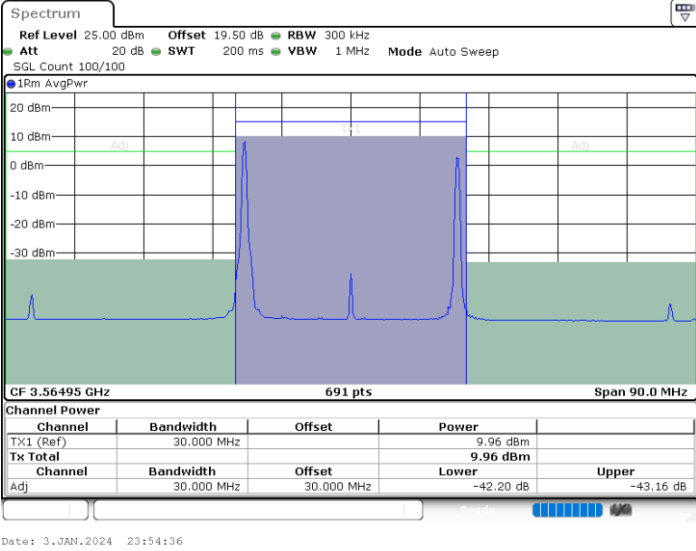 Spectrum
Ref Level 25.00 dBm Offset 19.50 dB RBW 300 kHz
Att 20 dB SWT 200 ms VBW 1 MHz Mode Auto Sweep
SGL Count 100/100
1Rm AvgPwr
20 dBm
TX1
10 dBm
Adj Adj
0 dBm
-10 dBm
-20 dBm
-30 dBm
CF 3.56495 GHz 691 pts Span 90.0 MHz
Channel Power
Channel Bandwidth Offset Power
TX1 (Ref) 30.000 MHz 9.96 dBm
Tx Total 9.96 dBm
Channel Bandwidth Offset Lower Upper
Adj 30.000 MHz 30.000 MHz -42.20 dB -43.16 dB
Ready
Date: 3.JAN.2024 23:54:36